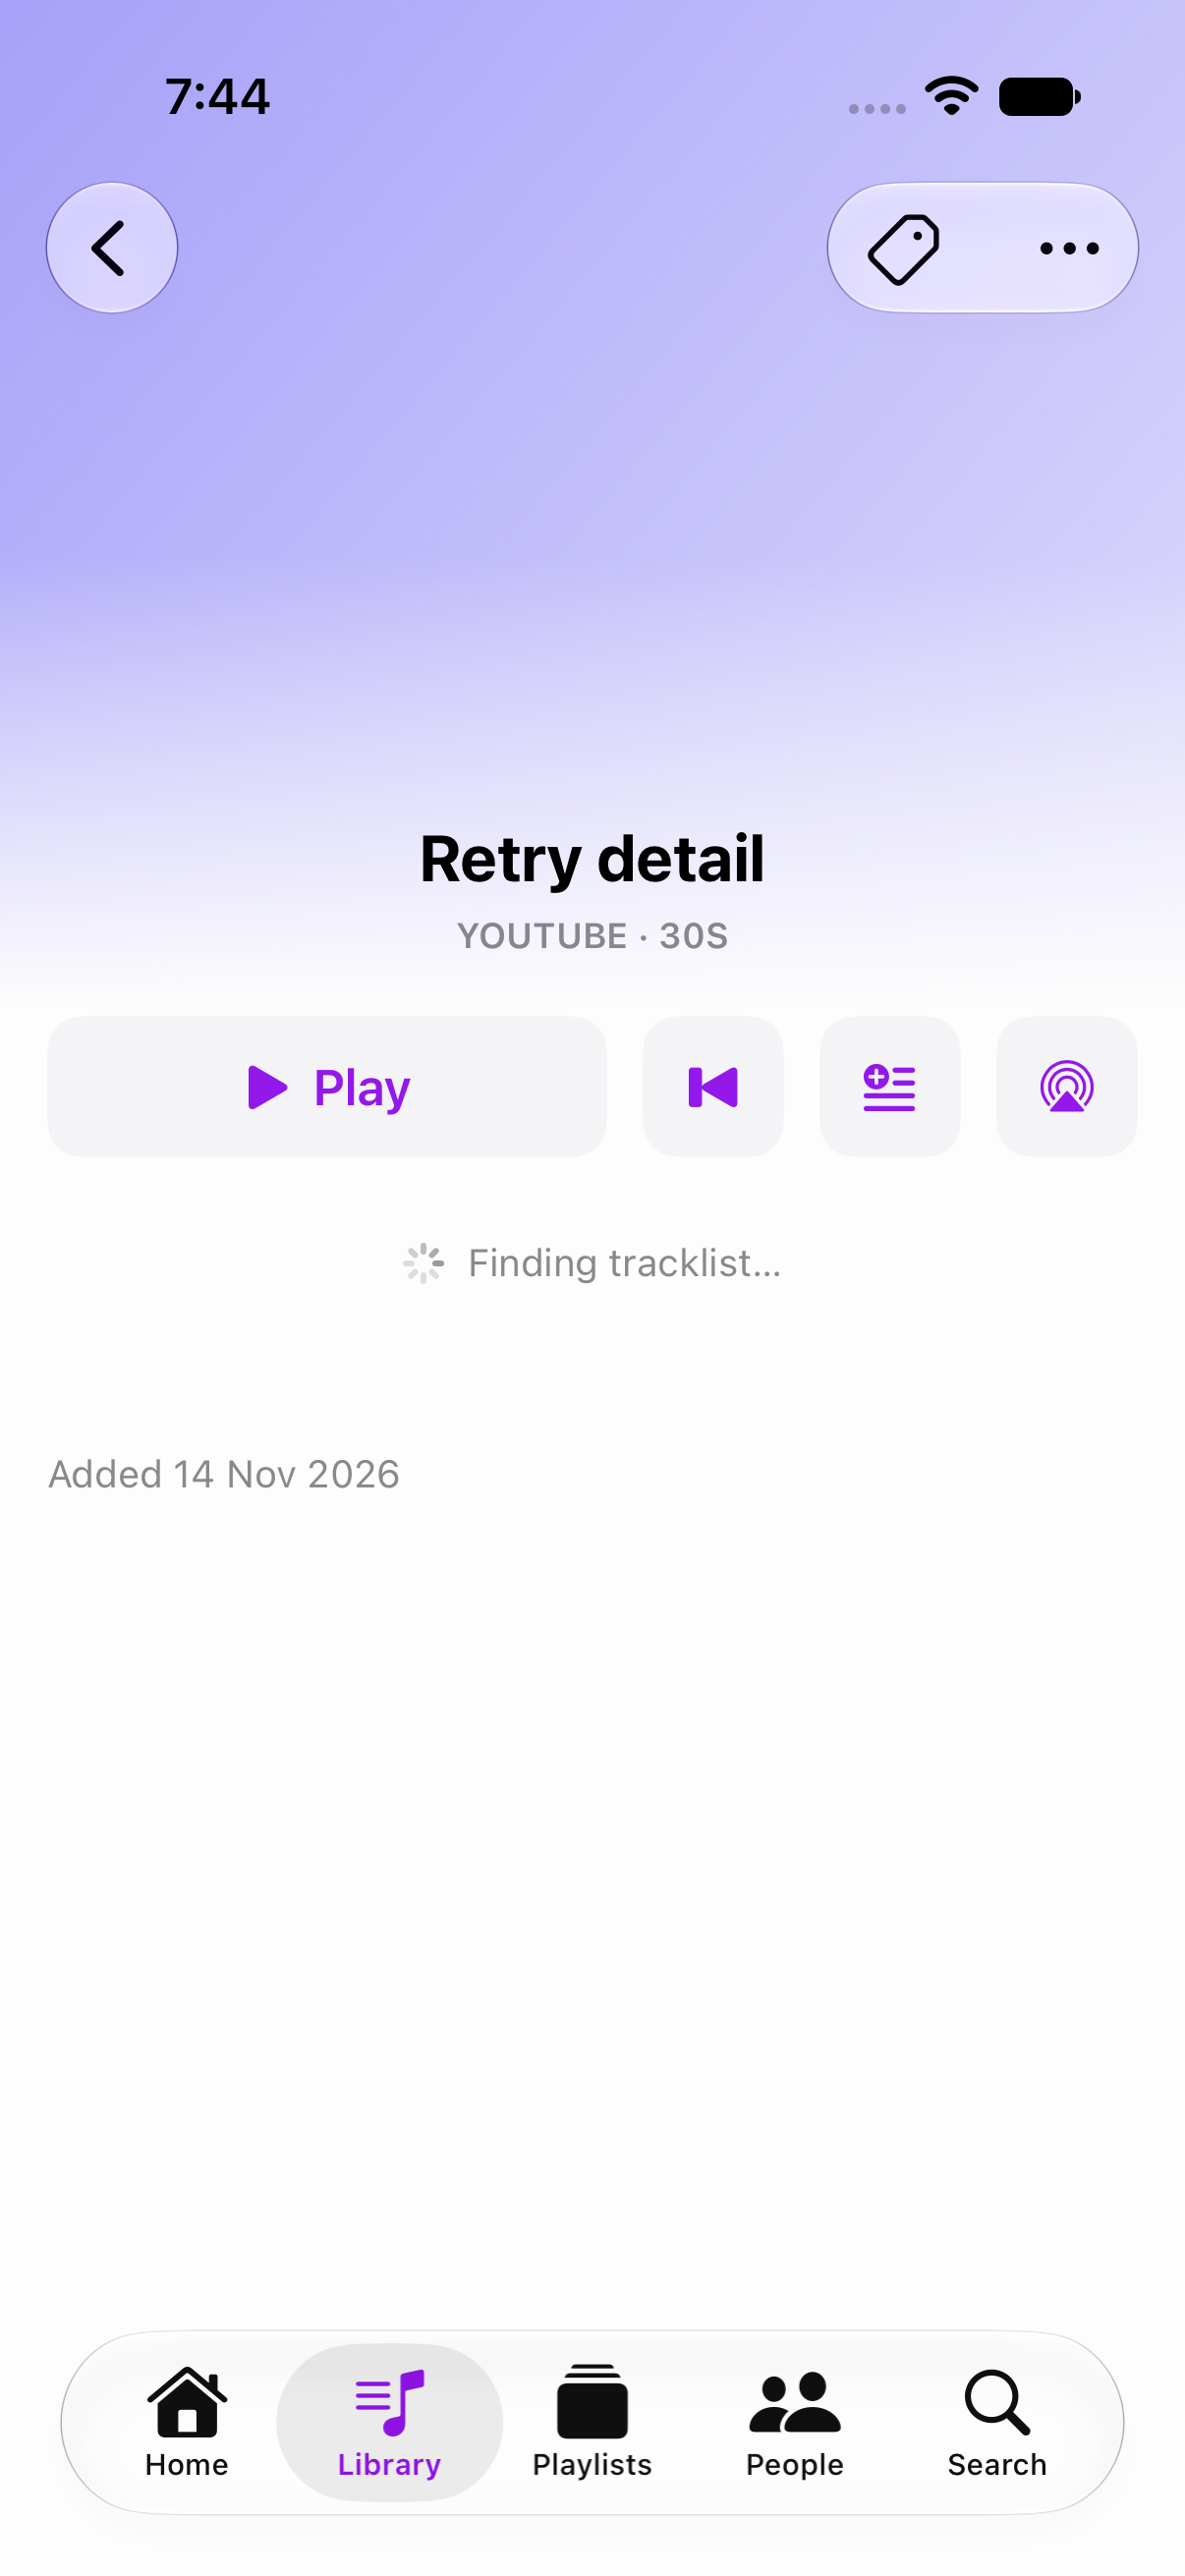 7:44
Retry detail
YOUTUBE · 30S
Play
Finding tracklist...
Added 14 Nov 2026
Home
Library
Playlists
People
Search